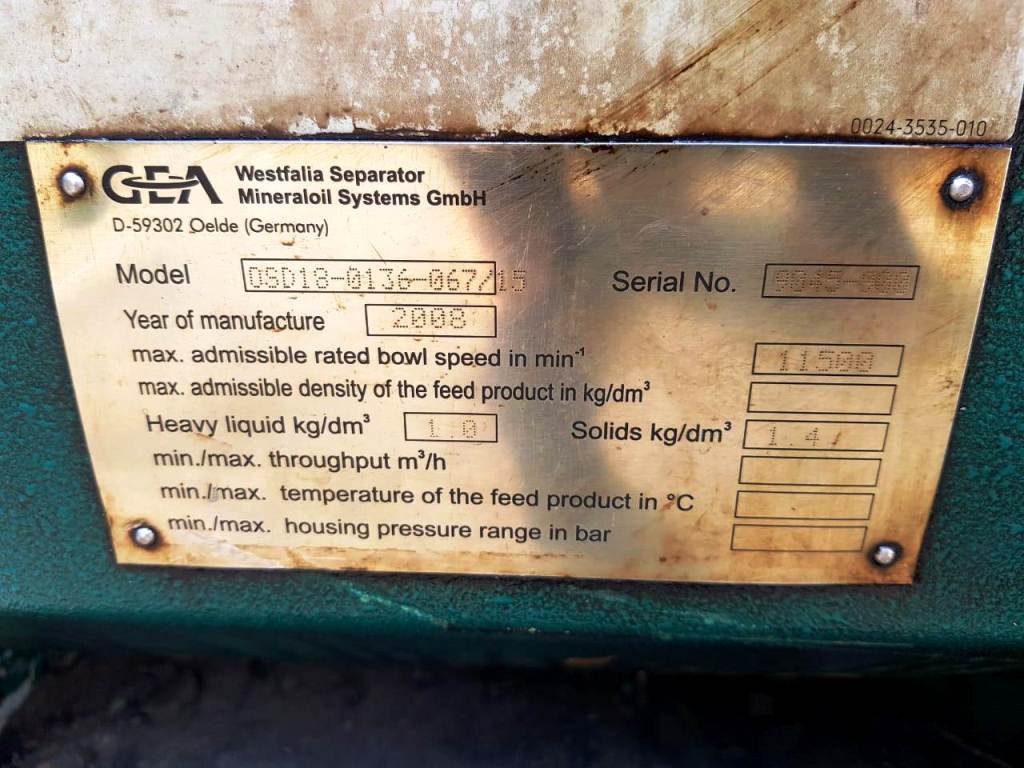 0024-3535-010
GEA Westfalia Separator
Mineraloil Systems GmbH
D-59302 Oelde (Germany)
Model OSD18-0136-067/15 Serial No.
Year of manufacture 2008
max. admissible rated bowl speed in min⁻¹ 11500
max. admissible density of the feed product in kg/dm³
Heavy liquid kg/dm³ 1.0 Solids kg/dm³ 1.4
min./max. throughput m³/h
min./max. temperature of the feed product in °C
min./max. housing pressure range in bar